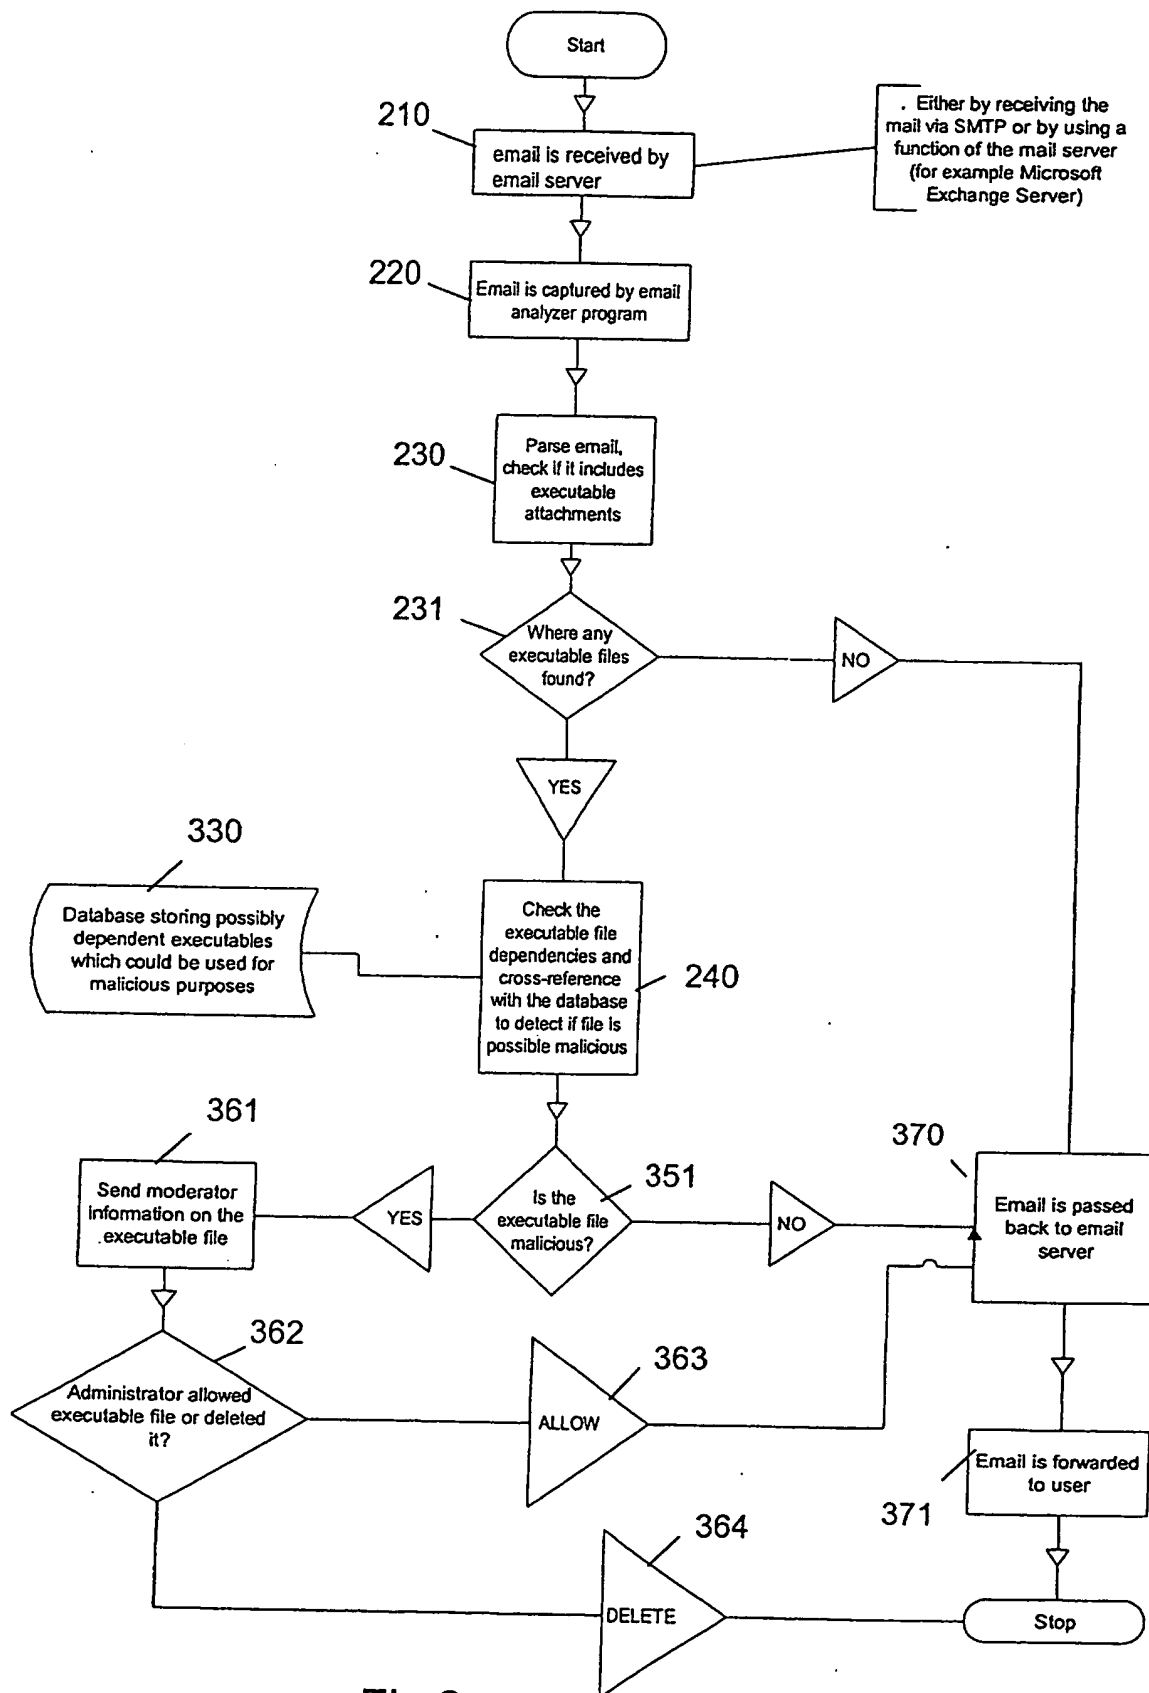 Start
210
email is received by
email server
. Either by receiving the
mail via SMTP or by using a
function of the mail server
(for example Microsoft
Exchange Server)
220
Email is captured by email
analyzer program
230
Parse email,
check if it includes
executable
attachments
231
Where any
executable files
found?
NO
YES
330
Database storing possibly
dependent executables
which could be used for
malicious purposes
Check the
executable file
dependencies and
cross-reference
with the database
to detect if file is
possible malicious
240
361
Send moderator
information on the
executable file
YES
Is the
executable file
malicious?
351
NO
370
Email is passed
back to email
server
362
Administrator allowed
executable file or deleted
it?
ALLOW
363
Email is forwarded
to user
371
364
DELETE
Stop